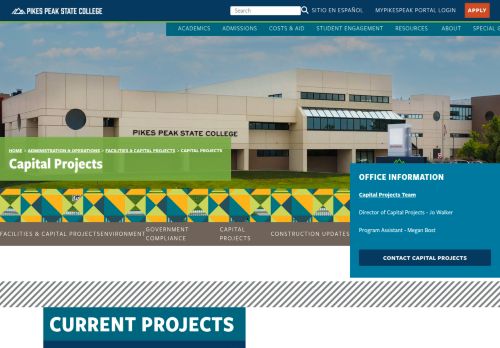 PIKES PEAK STATE COLLEGE
Search
SITIO EN ESPAÑOL
MYPIKESPEAK PORTAL LOGIN
APPLY
ACADEMICS
ADMISSIONS
COSTS & AID
STUDENT ENGAGEMENT
RESOURCES
ABOUT
SPECIAL &
PIKES PEAK STATE COLLEGE
HOME > ADMINISTRATION & OPERATIONS > FACILITIES & CAPITAL PROJECTS > CAPITAL PROJECTS
Capital Projects
OFFICE INFORMATION
Capital Projects Team
Director of Capital Projects - Jo Walker
Program Assistant - Megan Bost
CONTACT CAPITAL PROJECTS
FACILITIES & CAPITAL PROJECTS
ENVIRONMENT
GOVERNMENT
COMPLIANCE
CAPITAL
PROJECTS
CONSTRUCTION UPDATES
CURRENT PROJECTS